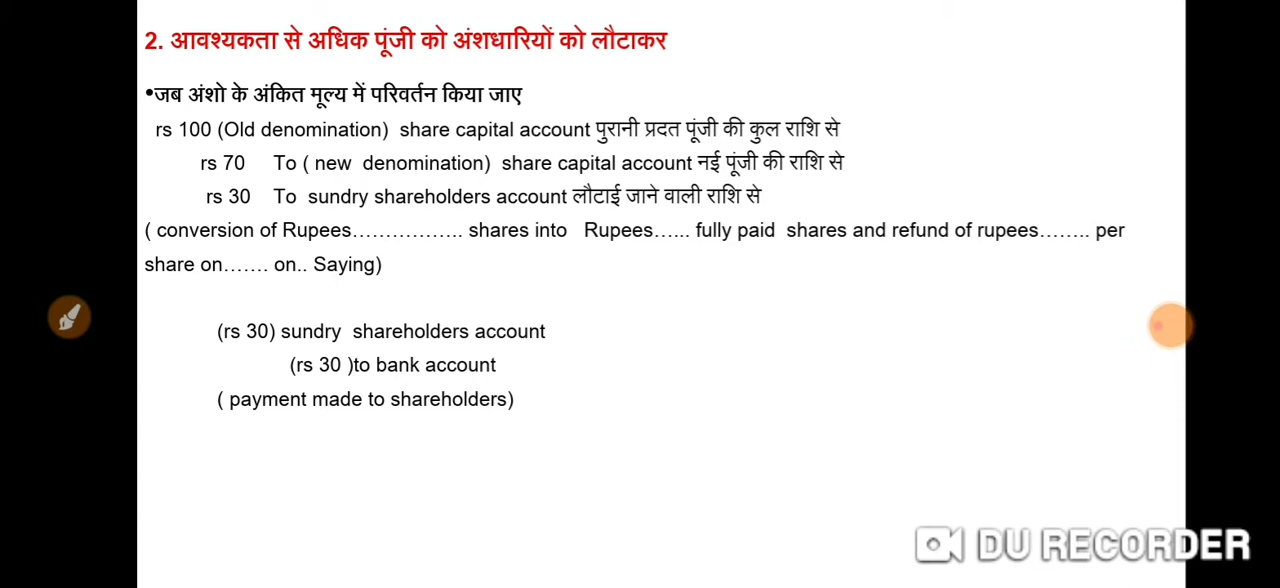 2. आवश्यकता से अधिक पूंजी को अंशधारियों को लौटाकर
•जब अंशो के अंकित मूल्य में परिवर्तन किया जाए
rs 100 (Old denomination) share capital account पुरानी प्रदत पूंजी की कुल राशि से
rs 70 To ( new denomination) share capital account नई पूंजी की राशि से
rs 30 To sundry shareholders account लौटाई जाने वाली राशि से
( conversion of Rupees…………….. shares into Rupees…... fully paid shares and refund of rupees…….. per
share on……. on.. Saying)
(rs 30) sundry shareholders account
(rs 30 )to bank account
( payment made to shareholders)
DU RECORDER